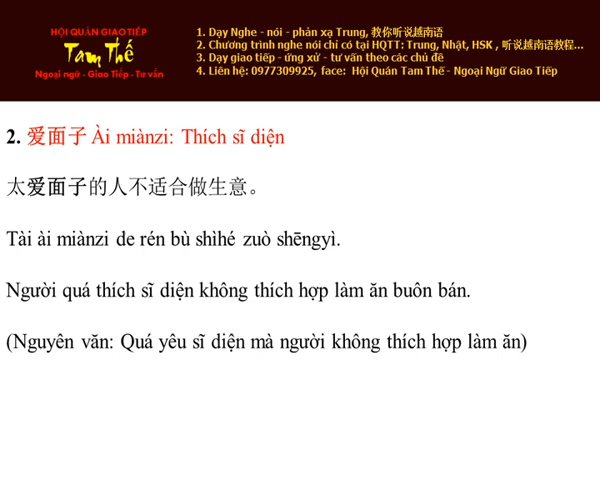 HỘI QUÁN GIAO TIẾP
Tam Thế
Ngoại ngữ - Giao Tiếp - Tư vấn
1. Dạy Nghe - nói - phản xạ Trung, 教你听说越南语
2. Chương trình nghe nói chỉ có tại HQTT: Trung, Nhật, HSK , 听说越南语教程...
3. Dạy giao tiếp - ứng xử - tư vấn theo các chủ đề
4. Liên hệ: 0977309925, face: Hội Quán Tam Thế - Ngoại Ngữ Giao Tiếp
2. 爱面子 Ài miànzi: Thích sĩ diện
太爱面子的人不适合做生意。
Tài ài miànzi de rén bù shìhé zuò shēngyì.
Người quá thích sĩ diện không thích hợp làm ăn buôn bán.
(Nguyên văn: Quá yêu sĩ diện mà người không thích hợp làm ăn)